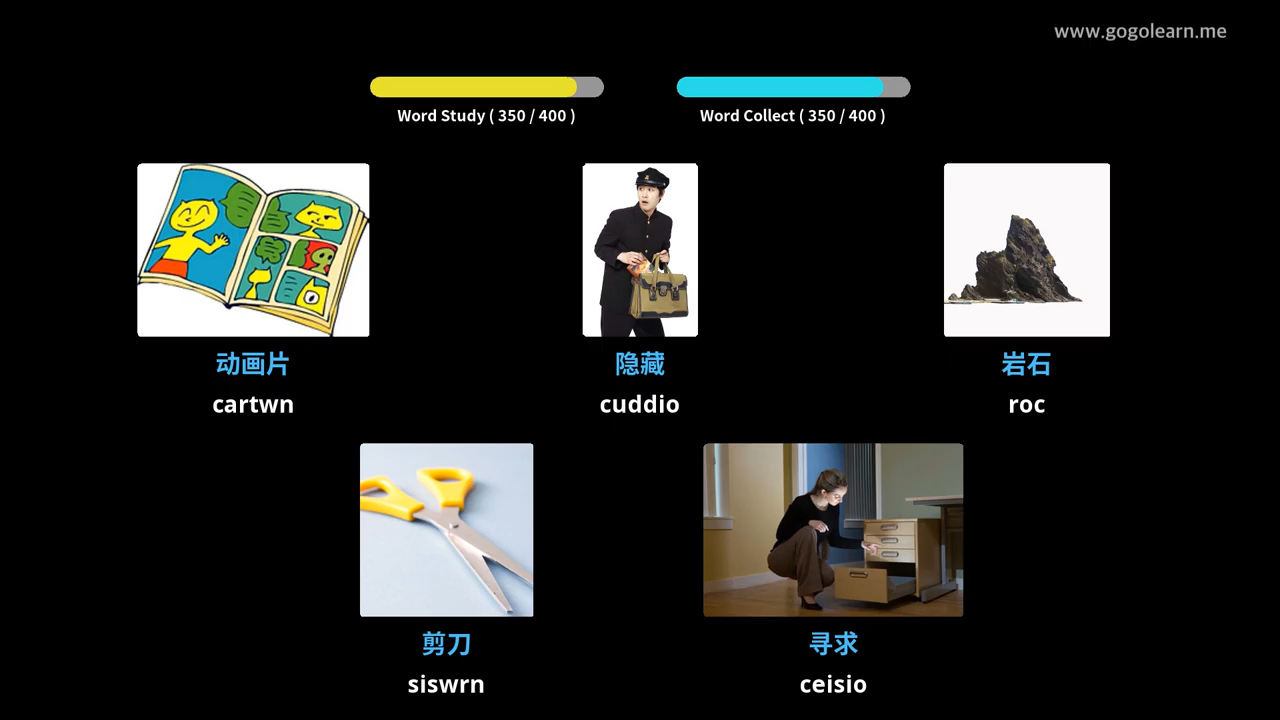 www.gogolearn.me
Word Study ( 350 / 400 )
Word Collect ( 350 / 400 )
动画片
cartwn
隐藏
cuddio
岩石
roc
剪刀
siswrn
寻求
ceisio